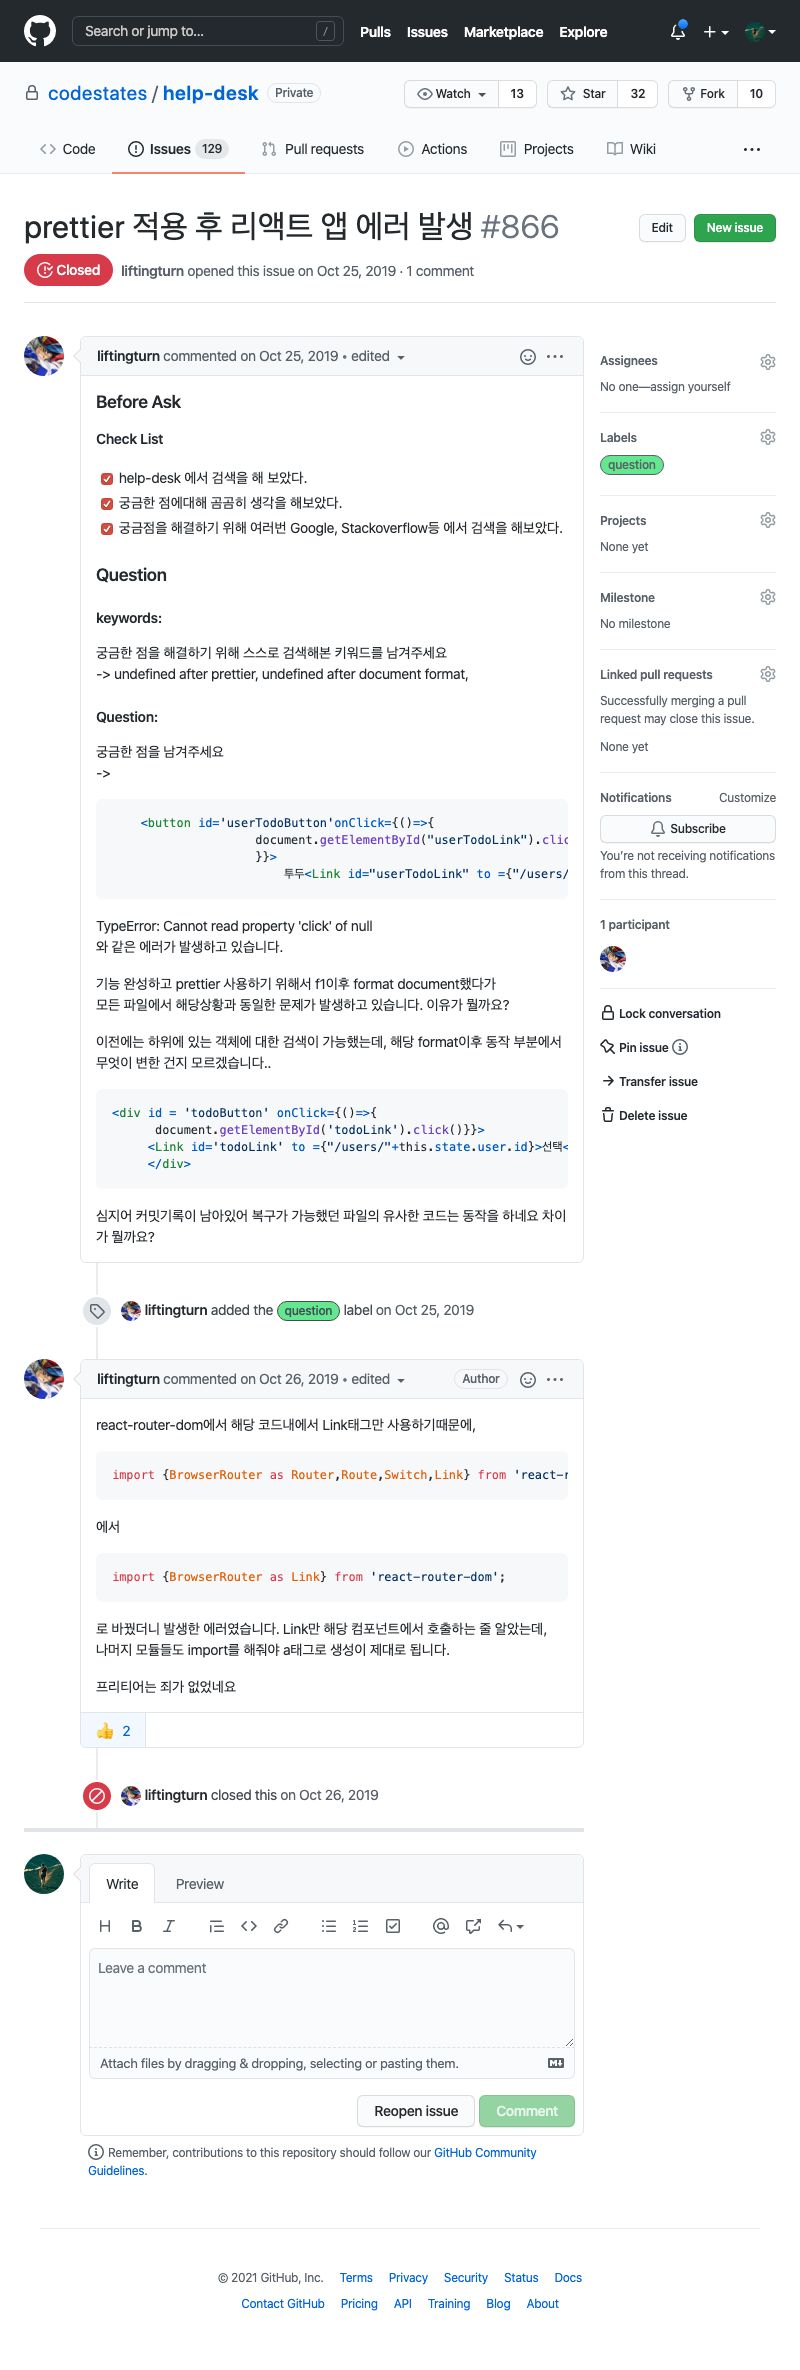 Search or jump to... /
Pulls Issues Marketplace Explore
codestates / help-desk Private
Watch 13 Star 32 Fork 10
Code Issues 129 Pull requests Actions Projects Wiki
prettier 적용 후 리액트 앱 에러 발생 #866
Edit New issue
Closed liftingturn opened this issue on Oct 25, 2019 · 1 comment
liftingturn commented on Oct 25, 2019 • edited
Before Ask
Check List
help-desk 에서 검색을 해 보았다.
궁금한 점에대해 곰곰히 생각을 해보았다.
궁금점을 해결하기 위해 여러번 Google, Stackoverflow등 에서 검색을 해보았다.
Question
keywords:
궁금한 점을 해결하기 위해 스스로 검색해본 키워드를 남겨주세요
-> undefined after prettier, undefined after document format,
Question:
궁금한 점을 남겨주세요
->
<button id='userTodoButton'onClick={()=>{
document.getElementById("userTodoLink").clic
}}>
투두<Link id="userTodoLink" to ={"/users/
TypeError: Cannot read property 'click' of null
와 같은 에러가 발생하고 있습니다.
기능 완성하고 prettier 사용하기 위해서 f1이후 format document했다가
모든 파일에서 해당상황과 동일한 문제가 발생하고 있습니다. 이유가 뭘까요?
이전에는 하위에 있는 객체에 대한 검색이 가능했는데, 해당 format이후 동작 부분에서
무엇이 변한 건지 모르겠습니다..
<div id = 'todoButton' onClick={()=>{
document.getElementById('todoLink').click()}}>
<Link id='todoLink' to ={"/users/"+this.state.user.id}>선택<
</div>
심지어 커밋기록이 남아있어 복구가 가능했던 파일의 유사한 코드는 동작을 하네요 차이
가 뭘까요?
liftingturn added the question label on Oct 25, 2019
liftingturn commented on Oct 26, 2019 • edited Author
react-router-dom에서 해당 코드내에서 Link태그만 사용하기때문에,
import {BrowserRouter as Router,Route,Switch,Link} from 'react-r
에서
import {BrowserRouter as Link} from 'react-router-dom';
로 바꿨더니 발생한 에러였습니다. Link만 해당 컴포넌트에서 호출하는 줄 알았는데,
나머지 모듈들도 import를 해줘야 a태그로 생성이 제대로 됩니다.
프리티어는 죄가 없었네요
👍 2
liftingturn closed this on Oct 26, 2019
Write Preview
Leave a comment
Attach files by dragging & dropping, selecting or pasting them.
Reopen issue Comment
Remember, contributions to this repository should follow our GitHub Community
Guidelines.
Assignees
No one—assign yourself
Labels
question
Projects
None yet
Milestone
No milestone
Linked pull requests
Successfully merging a pull
request may close this issue.
None yet
Notifications Customize
Subscribe
You're not receiving notifications
from this thread.
1 participant
Lock conversation
Pin issue
Transfer issue
Delete issue
© 2021 GitHub, Inc. Terms Privacy Security Status Docs
Contact GitHub Pricing API Training Blog About